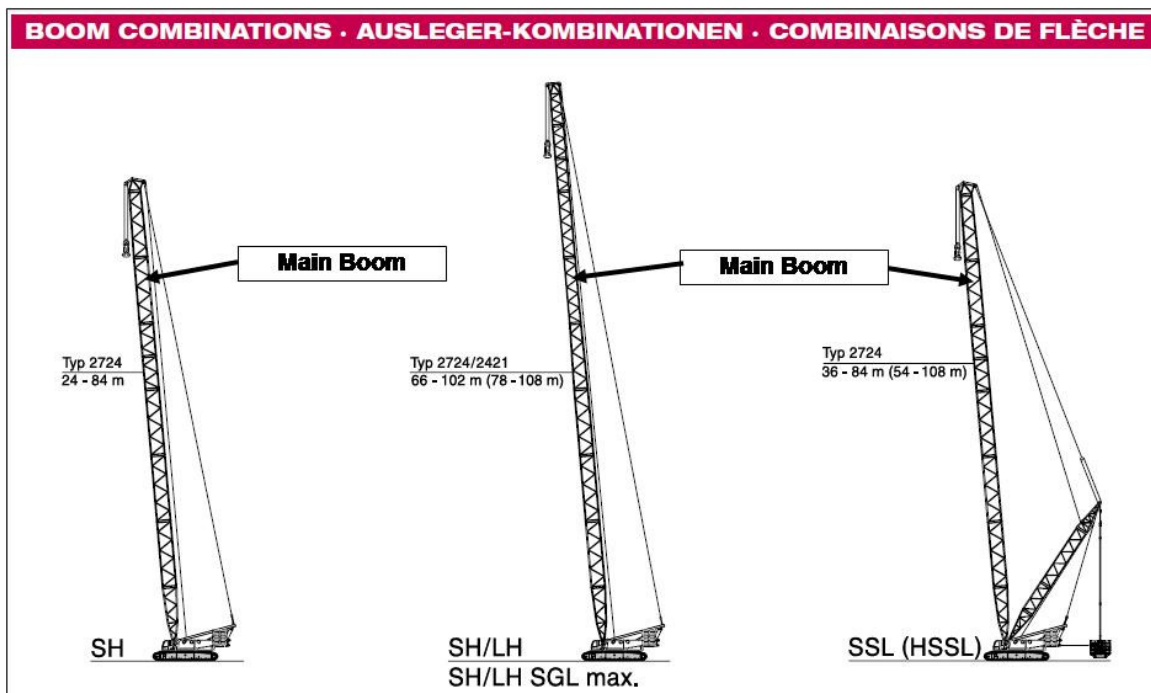 BOOM COMBINATIONS · AUSLEGER-KOMBINATIONEN · COMBINAISONS DE FLÈCHE
Main Boom
Main Boom
Typ 2724
24 - 84 m
Typ 2724/2421
66 - 102 m (78 - 108 m)
Typ 2724
36 - 84 m (54 - 108 m)
SH
SH/LH
SH/LH SGL max.
SSL (HSSL)